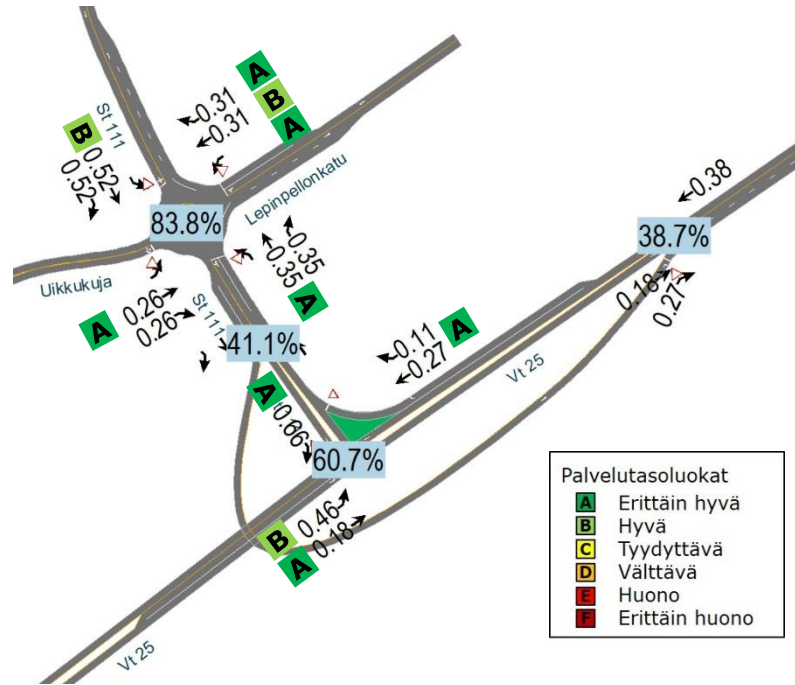 A
B
A
0.31
0.31
St 111
B
0.52
0.52
Lepinpellonkatu
83.8%
0.38
38.7%
0.35
0.35
Uikkukuja
A
0.26
0.26
St 111
A
0.18
0.27
41.1%
0.11
0.27
A
Vt 25
A
60.7%
0.46
0.18
B
A
Vt 25
Palvelutasoluokat
A Erittäin hyvä
B Hyvä
C Tyydyttävä
D Välttävä
E Huono
F Erittäin huono